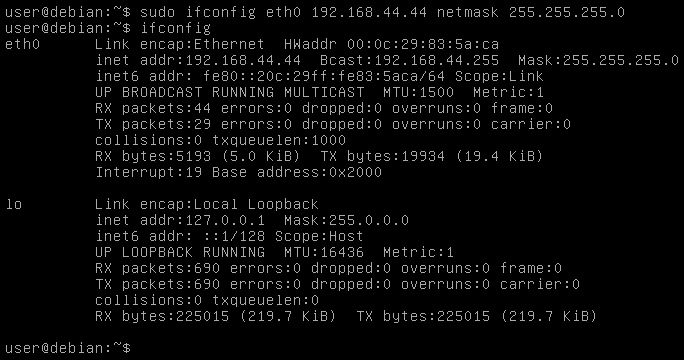 user@debian:~$ sudo ifconfig eth0 192.168.44.44 netmask 255.255.255.0
user@debian:~$ ifconfig
eth0      Link encap:Ethernet  HWaddr 00:0c:29:83:5a:ca
          inet addr:192.168.44.44  Bcast:192.168.44.255  Mask:255.255.255.0
          inet6 addr: fe80::20c:29ff:fe83:5aca/64 Scope:Link
          UP BROADCAST RUNNING MULTICAST  MTU:1500  Metric:1
          RX packets:44 errors:0 dropped:0 overruns:0 frame:0
          TX packets:29 errors:0 dropped:0 overruns:0 carrier:0
          collisions:0 txqueuelen:1000
          RX bytes:5193 (5.0 KiB)  TX bytes:19934 (19.4 KiB)
          Interrupt:19 Base address:0x2000
lo        Link encap:Local Loopback
          inet addr:127.0.0.1  Mask:255.0.0.0
          inet6 addr: ::1/128 Scope:Host
          UP LOOPBACK RUNNING  MTU:16436  Metric:1
          RX packets:690 errors:0 dropped:0 overruns:0 frame:0
          TX packets:690 errors:0 dropped:0 overruns:0 carrier:0
          collisions:0 txqueuelen:0
          RX bytes:225015 (219.7 KiB)  TX bytes:225015 (219.7 KiB)
user@debian:~$